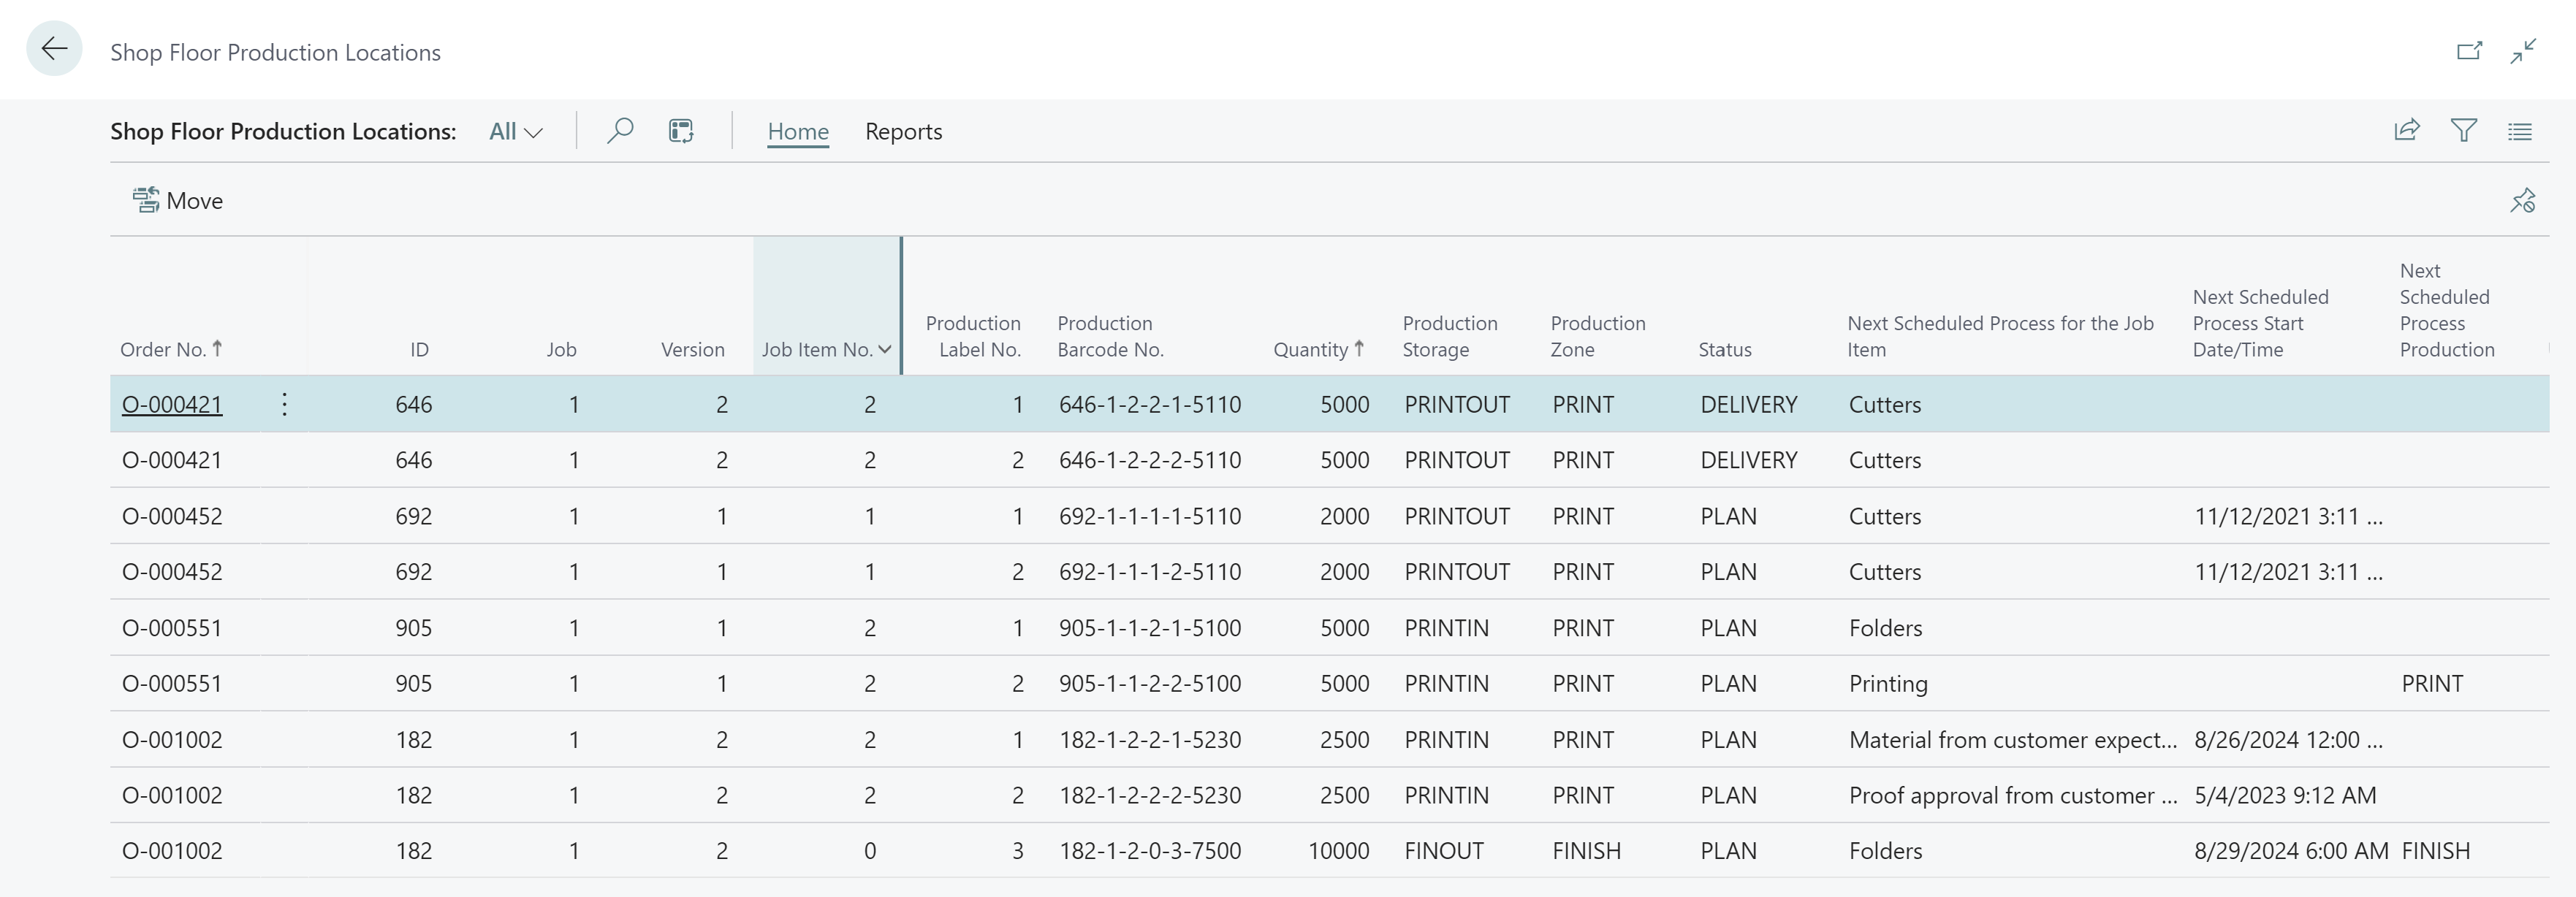 Shop Floor Production Locations
Shop Floor Production Locations: All Home Reports
Move
Order No. ID Job Version Job Item No. Production Label No. Production Barcode No. Quantity Production Storage Production Zone Status Next Scheduled Process for the Job Item Next Scheduled Process Start Date/Time Next Scheduled Process Production
O-000421 646 1 2 2 1 646-1-2-2-1-5110 5000 PRINTOUT PRINT DELIVERY Cutters
O-000421 646 1 2 2 2 646-1-2-2-2-5110 5000 PRINTOUT PRINT DELIVERY Cutters
O-000452 692 1 1 1 1 692-1-1-1-1-5110 2000 PRINTOUT PRINT PLAN Cutters 11/12/2021 3:11 ...
O-000452 692 1 1 1 2 692-1-1-1-2-5110 2000 PRINTOUT PRINT PLAN Cutters 11/12/2021 3:11 ...
O-000551 905 1 1 2 1 905-1-1-2-1-5100 5000 PRINTIN PRINT PLAN Folders
O-000551 905 1 1 2 2 905-1-1-2-2-5100 5000 PRINTIN PRINT PLAN Printing PRINT
O-001002 182 1 2 2 1 182-1-2-2-1-5230 2500 PRINTIN PRINT PLAN Material from customer expect... 8/26/2024 12:00 ...
O-001002 182 1 2 2 2 182-1-2-2-2-5230 2500 PRINTIN PRINT PLAN Proof approval from customer ... 5/4/2023 9:12 AM
O-001002 182 1 2 0 3 182-1-2-0-3-7500 10000 FINOUT FINISH PLAN Folders 8/29/2024 6:00 AM FINISH